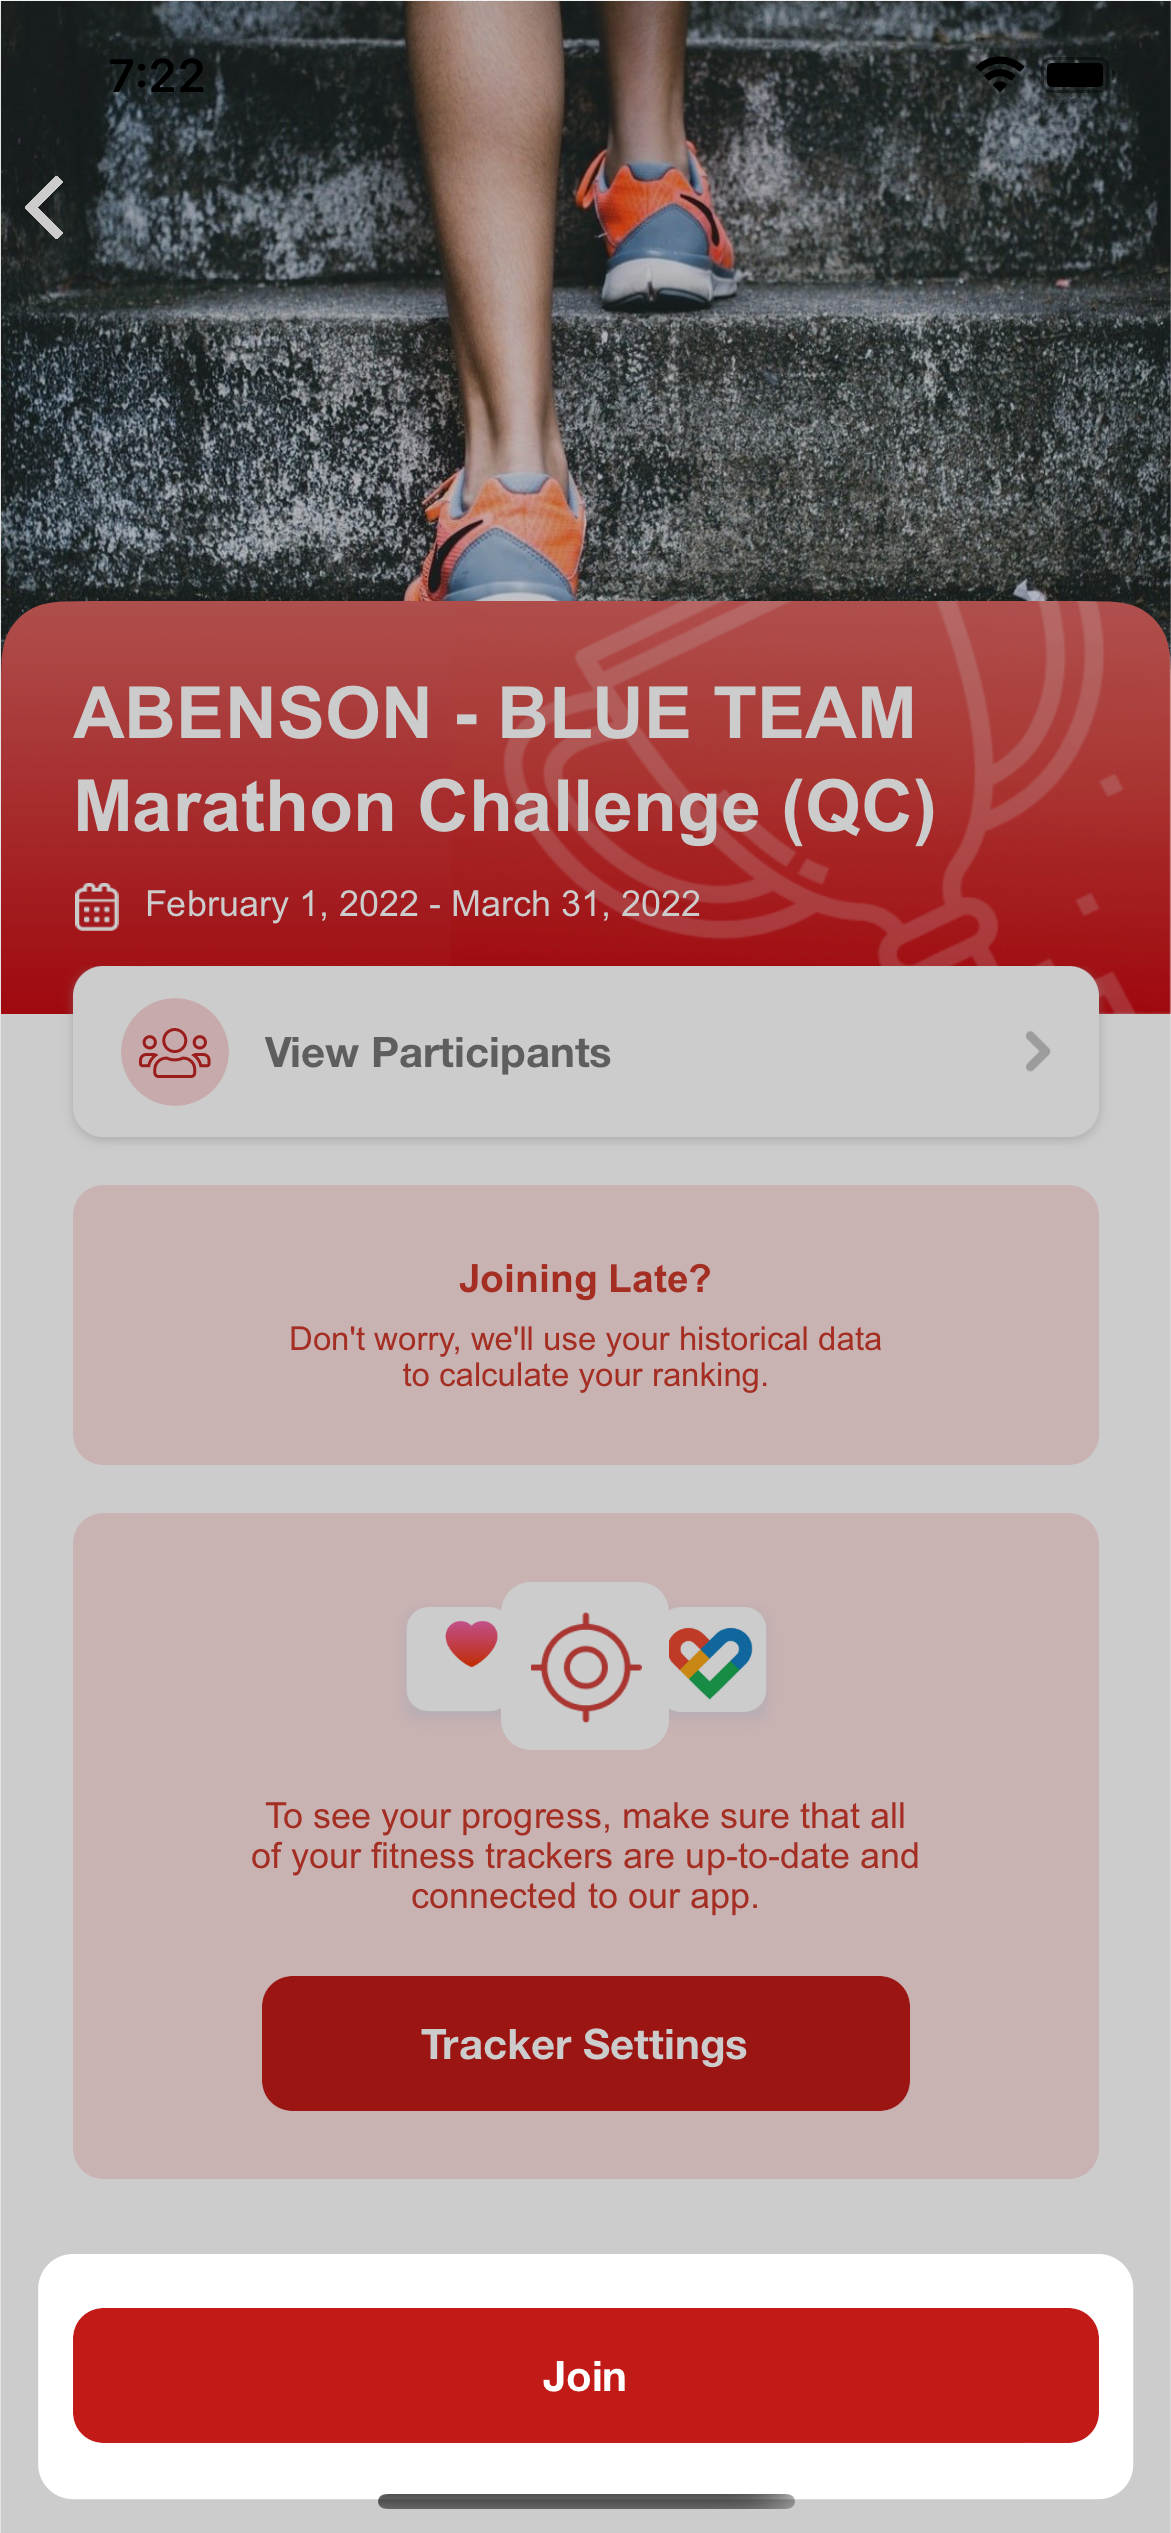 7:22
ABENSON - BLUE TEAM
Marathon Challenge (QC)
February 1, 2022 - March 31, 2022
View Participants
Joining Late?
Don't worry, we'll use your historical data
to calculate your ranking.
To see your progress, make sure that all
of your fitness trackers are up-to-date and
connected to our app.
Tracker Settings
Join